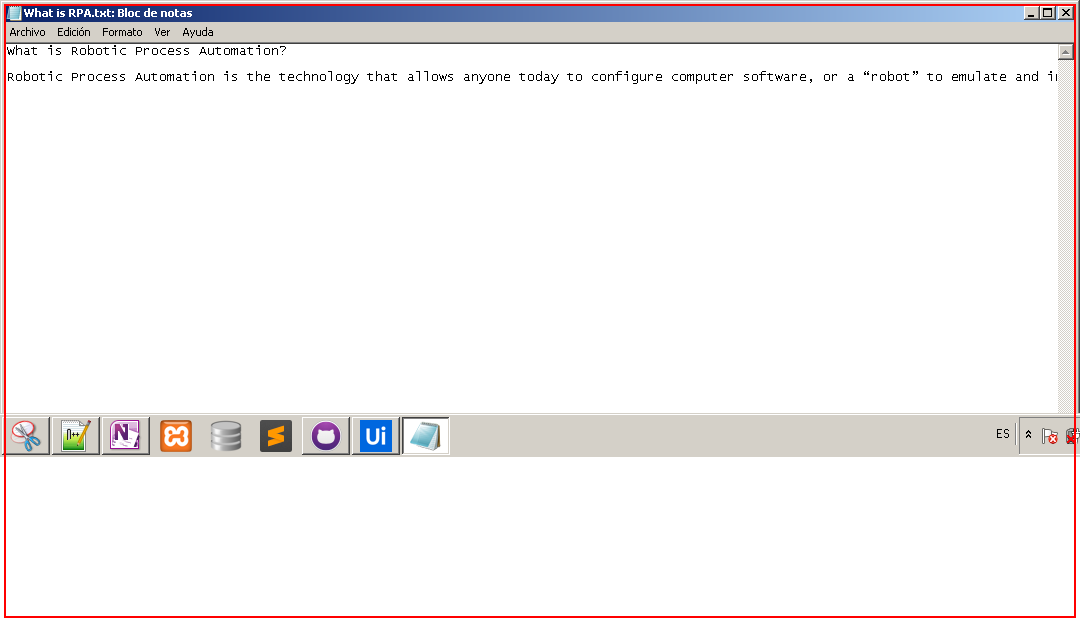 What is RPA.txt: Bloc de notas
Archivo Edición Formato Ver Ayuda
What is Robotic Process Automation?
Robotic Process Automation is the technology that allows anyone today to configure computer software, or a “robot” to emulate and
n++
N
Ui
ES